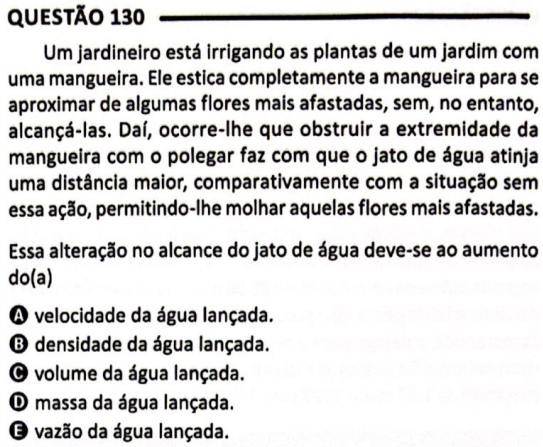 QUESTÃO 130
Um jardineiro está irrigando as plantas de um jardim com
uma mangueira. Ele estica completamente a mangueira para se
aproximar de algumas flores mais afastadas, sem, no entanto,
alcançá-las. Daí, ocorre-lhe que obstruir a extremidade da
mangueira com o polegar faz com que o jato de água atinja
uma distância maior, comparativamente com a situação sem
essa ação, permitindo-lhe molhar aquelas flores mais afastadas.
Essa alteração no alcance do jato de água deve-se ao aumento
do(a)
A velocidade da água lançada.
B densidade da água lançada.
C volume da água lançada.
D massa da água lançada.
E vazão da água lançada.